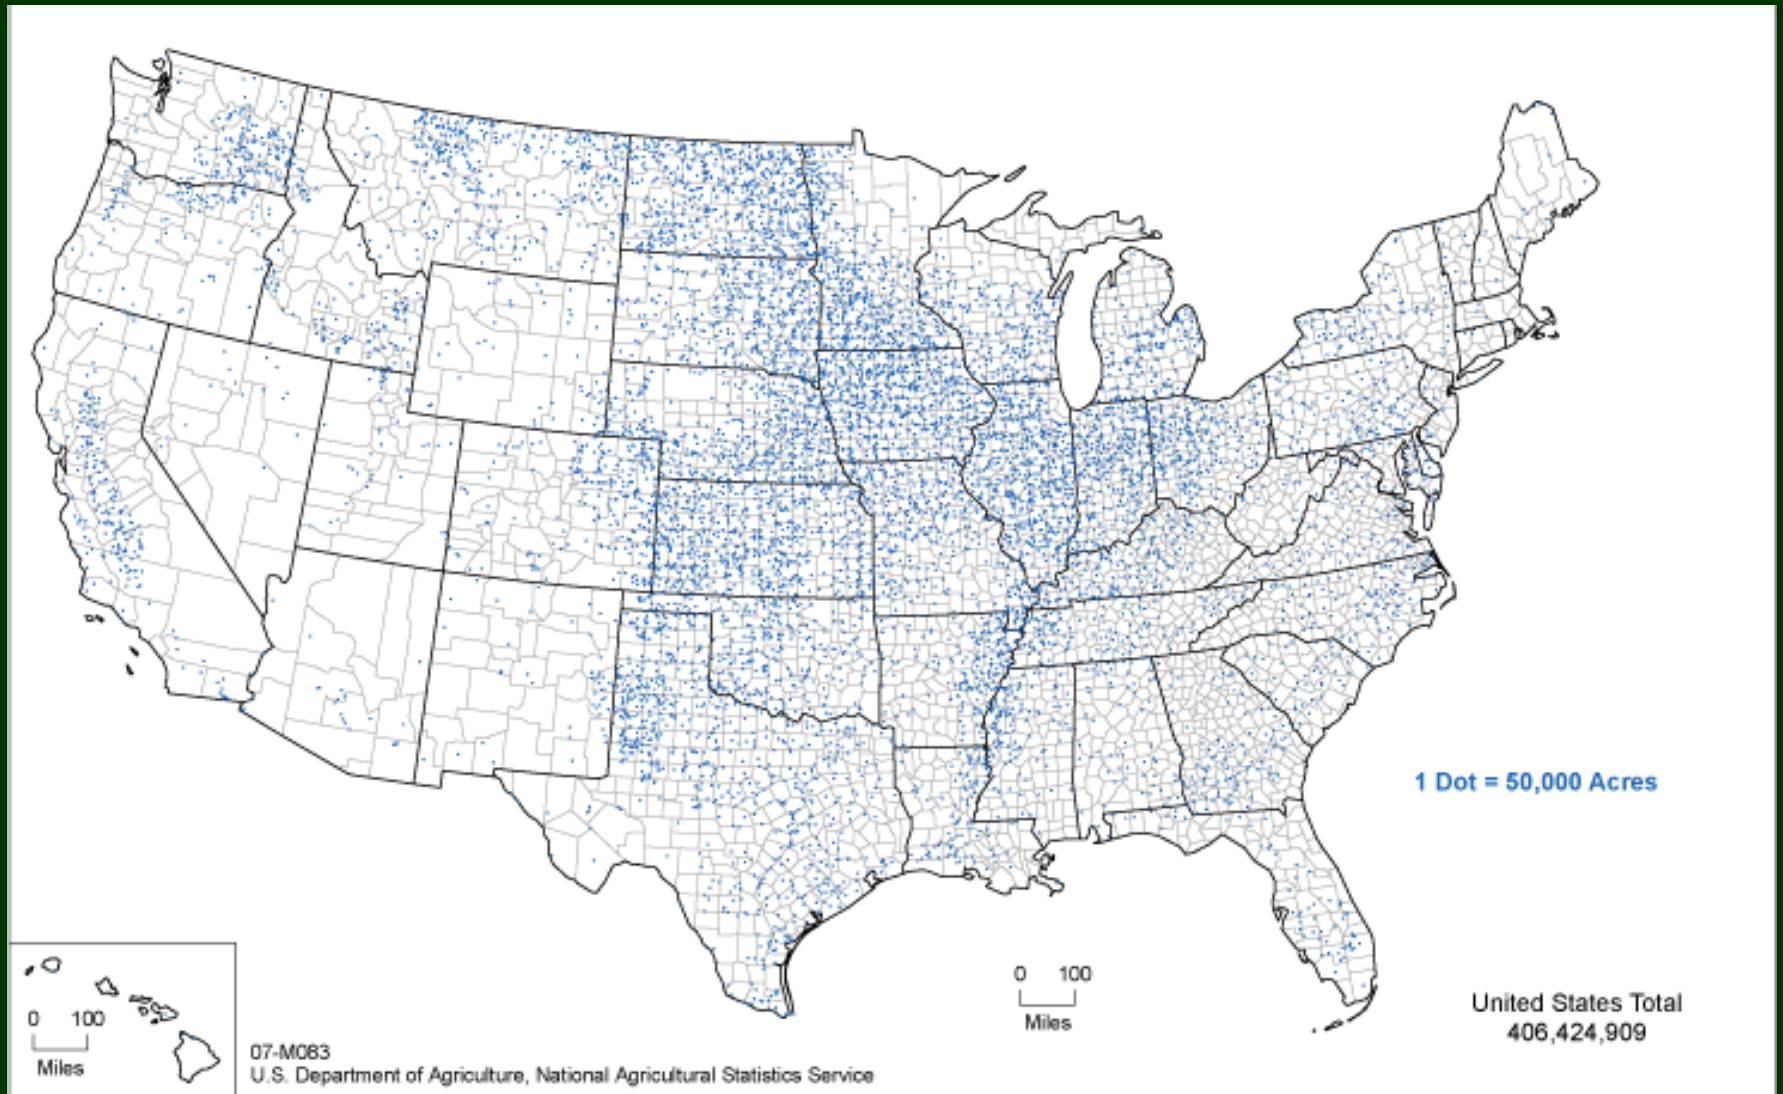 1 Dot = 50,000 Acres
0 100
Miles
United States Total
406,424,909
0 100
Miles
07-M083
U.S. Department of Agriculture, National Agricultural Statistics Service